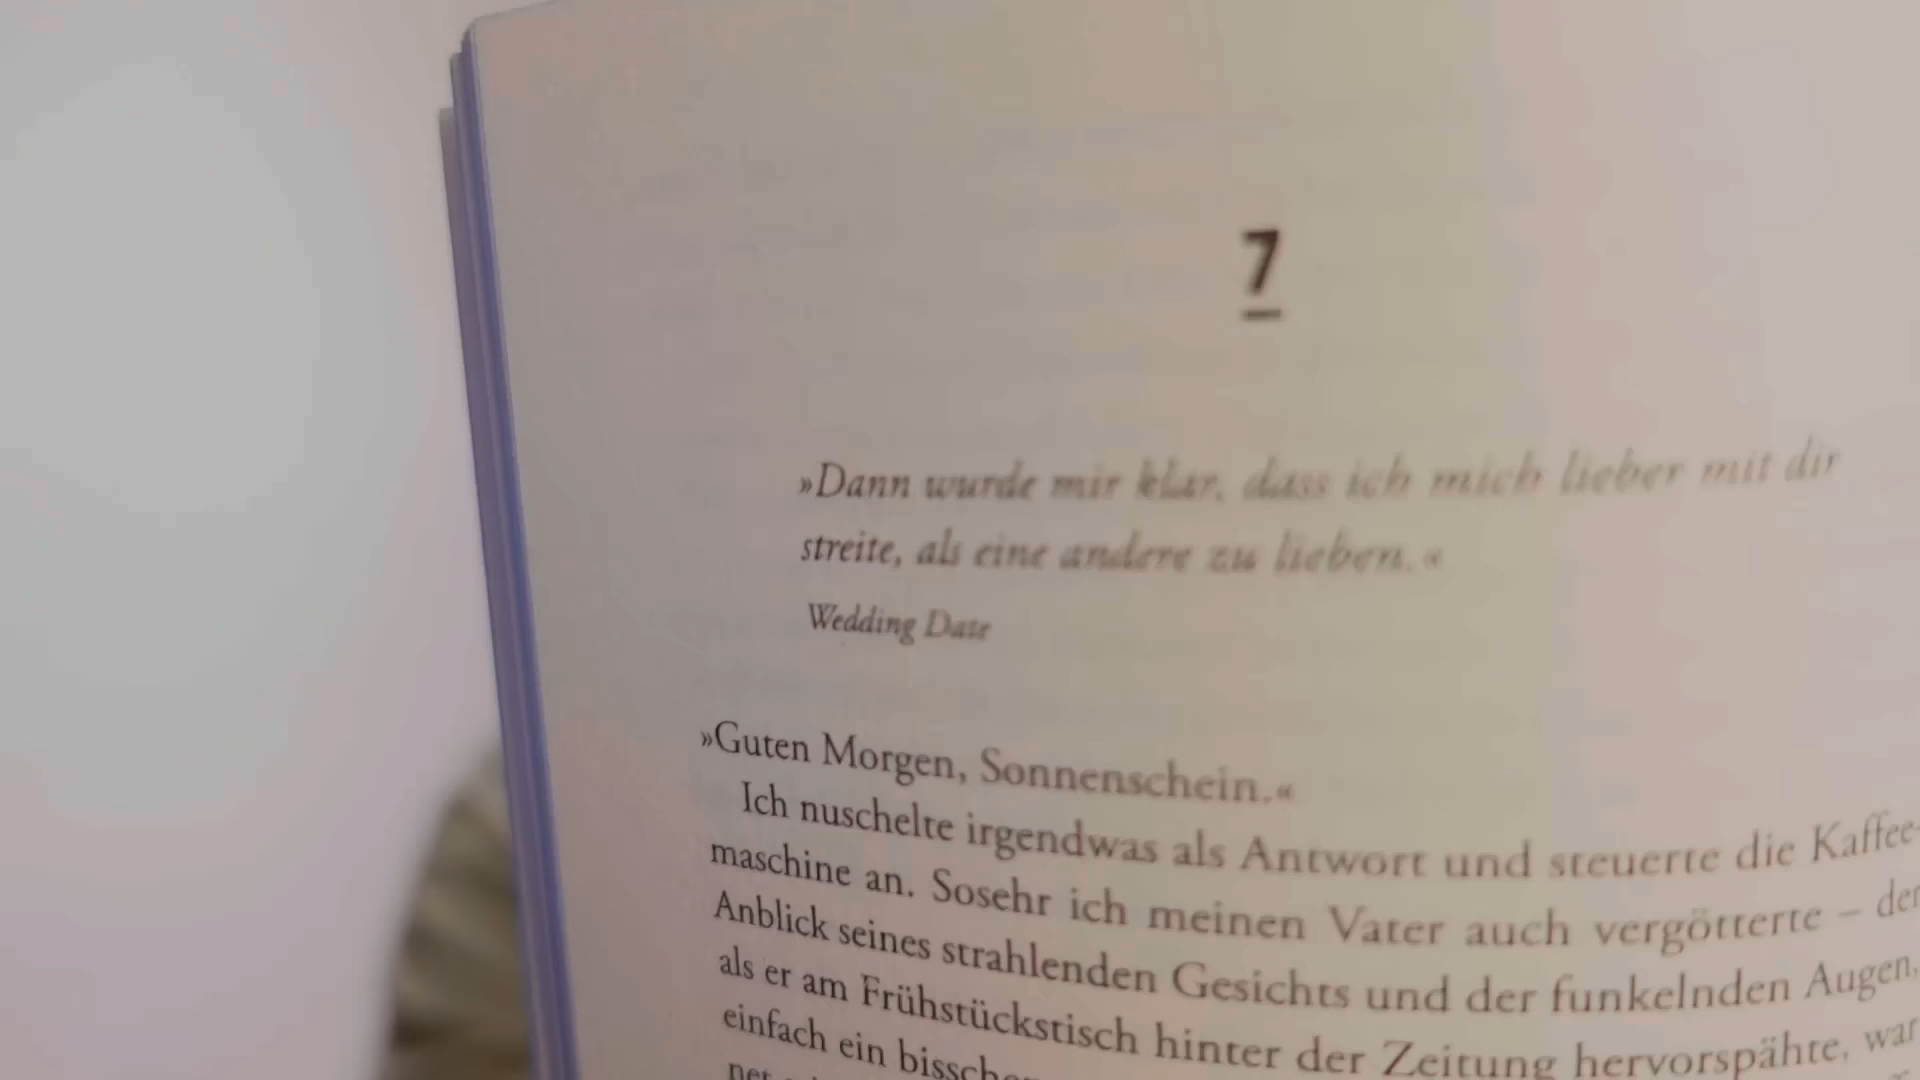 7
»Dann wurde mir klar, dass ich mich lieber mit dir
streite, als eine andere zu lieben.«
Wedding Date
»Guten Morgen, Sonnenschein.«
Ich nuschelte irgendwas als Antwort und steuerte die Kaffee-
maschine an. Sosehr ich meinen Vater auch vergötterte – der
Anblick seines strahlenden Gesichts und der funkelnden Augen,
als er am Frühstückstisch hinter der Zeitung hervorspähte, war
einfach ein